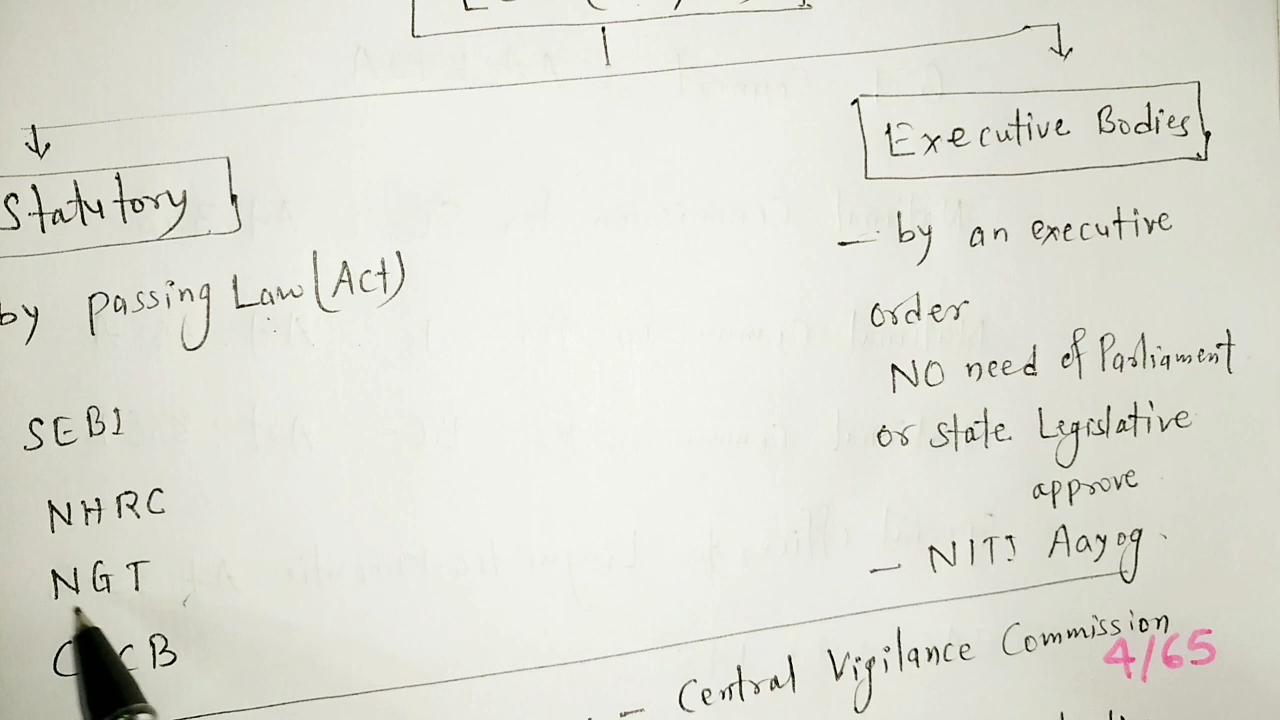 Statutory
by passing Law (Act)
SEBI
NHRC
NGT
Executive Bodies
- by an executive
order
NO need of Parliament
or state Legislative
approve
- NITI Aayog
- Central Vigilance Commission
4/65